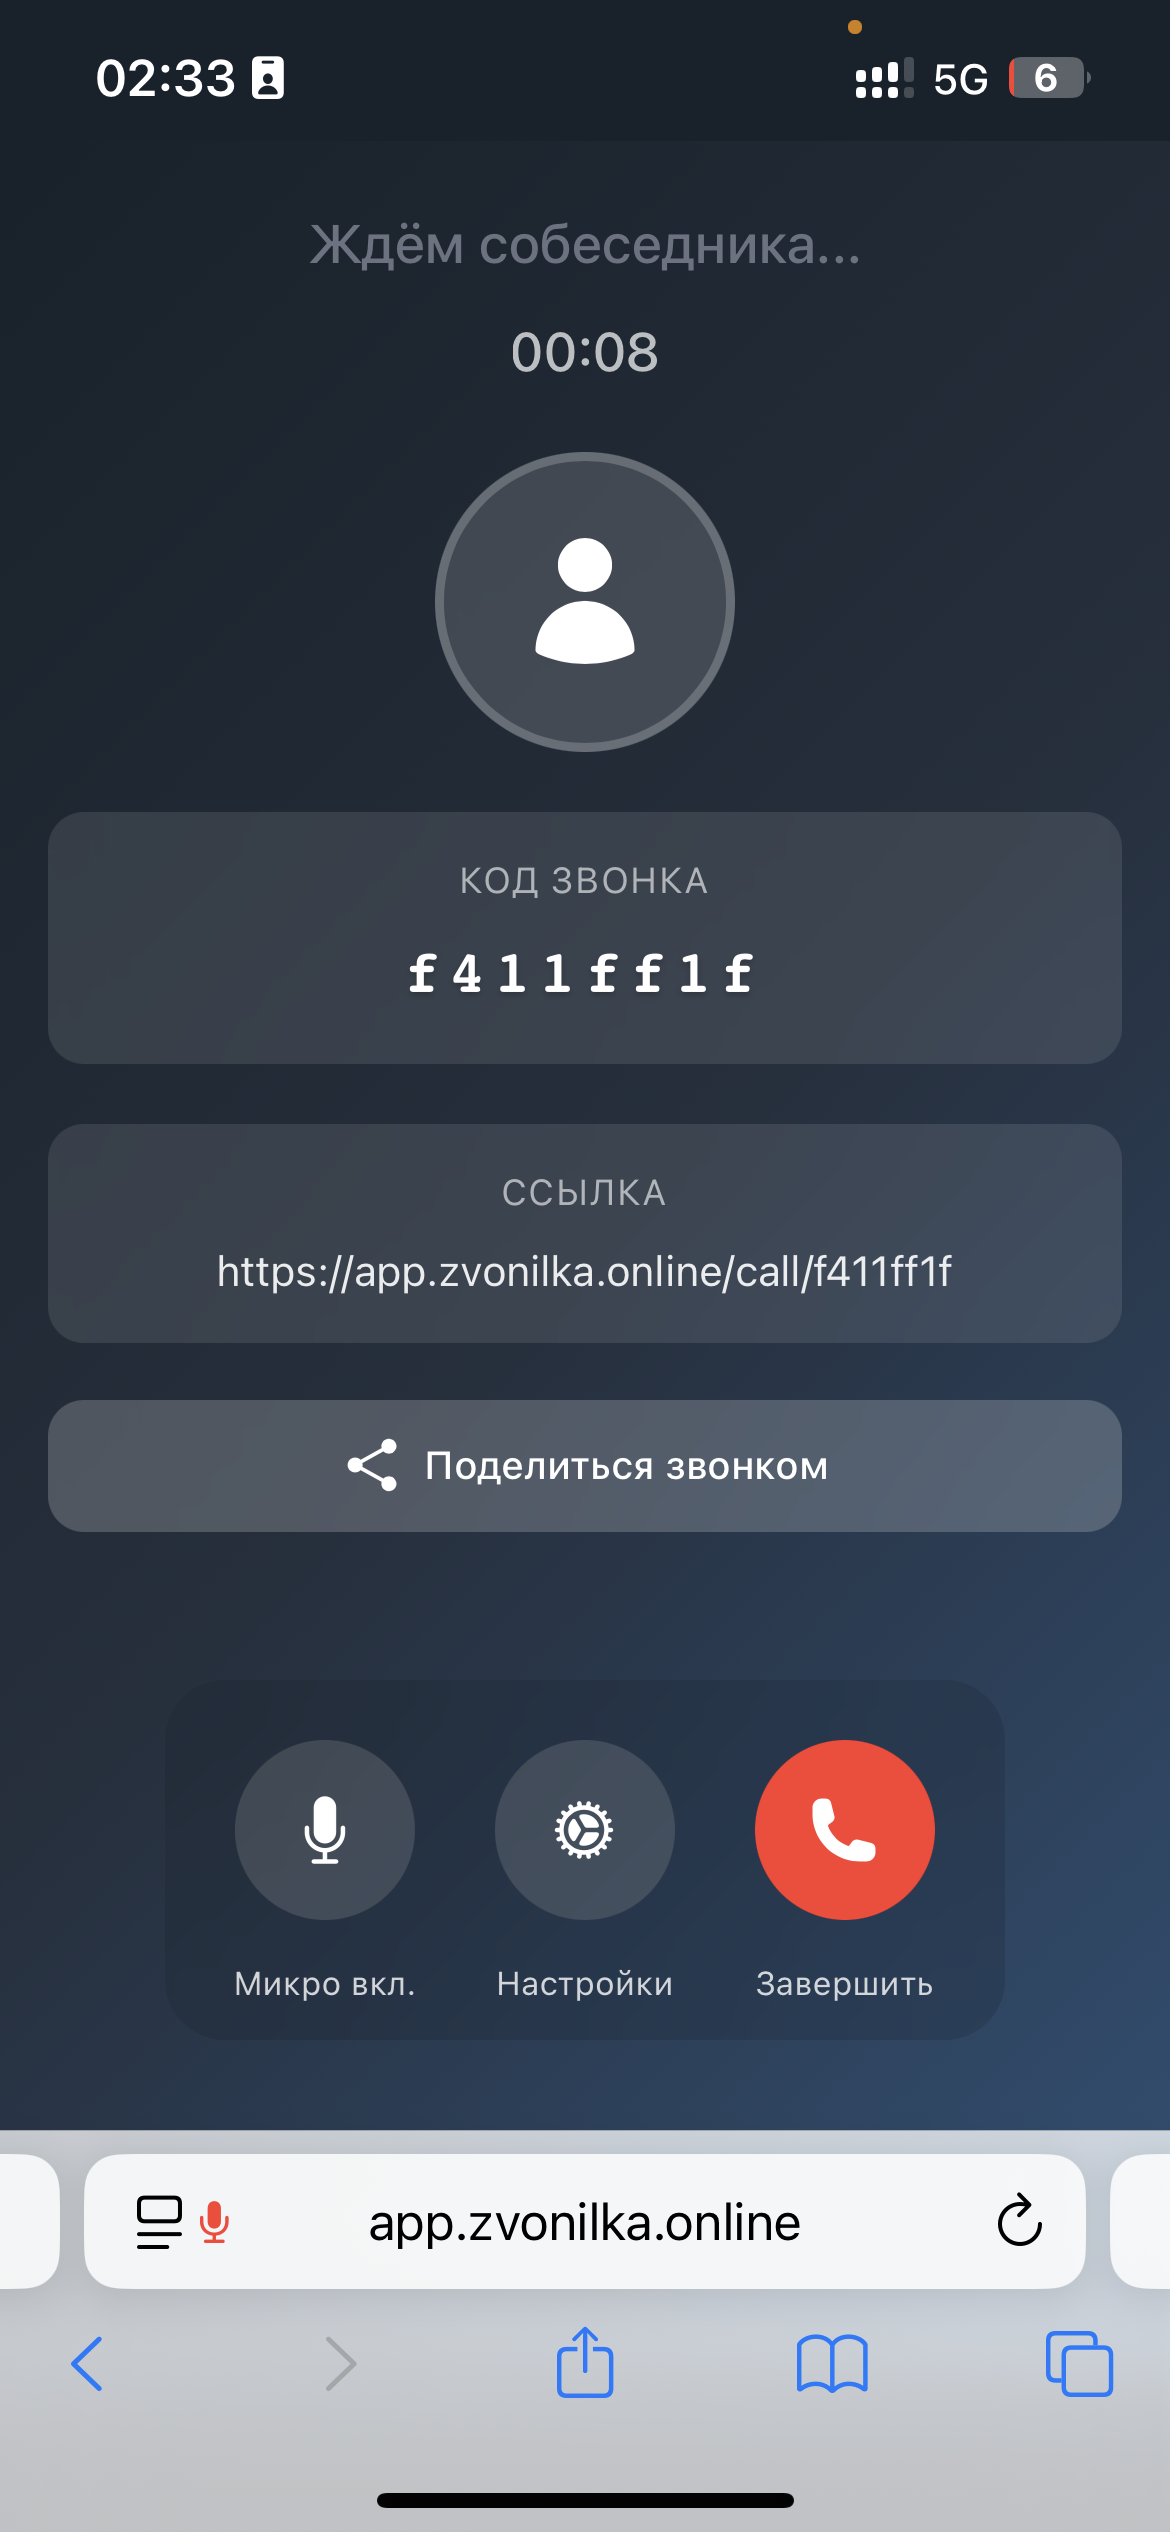 02:33
5G
6
Ждём собеседника...
00:08
КОД ЗВОНКА
f411ff1f
ССЫЛКА
https://app.zvonilka.online/call/f411ff1f
Поделиться звонком
Микро вкл.
Настройки
Завершить
app.zvonilka.online